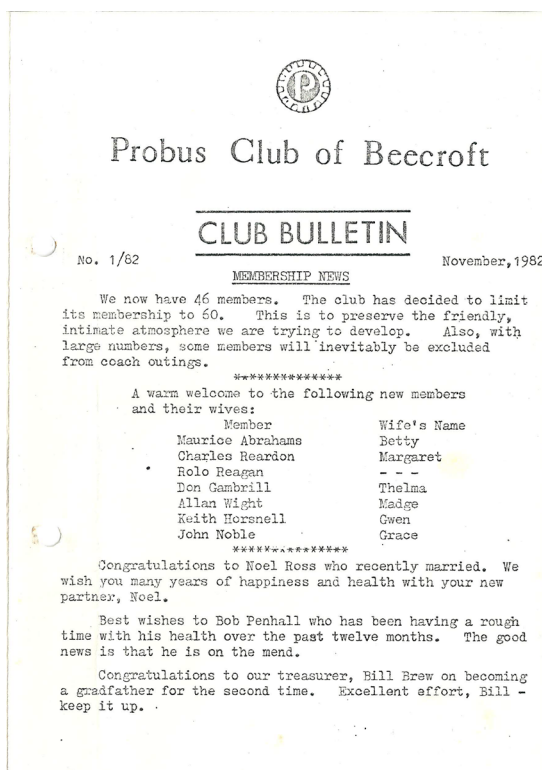 P
Probus Club of Beecroft
CLUB BULLETIN
No. 1/82 November, 1982
MEMBERSHIP NEWS
We now have 46 members. The club has decided to limit
its membership to 60. This is to preserve the friendly,
intimate atmosphere we are trying to develop. Also, with
large numbers, some members will inevitably be excluded
from coach outings.
**************
A warm welcome to the following new members
and their wives:
Member Wife's Name
Maurice Abrahams Betty
Charles Reardon Margaret
Rolo Reagan - - -
Don Gambrill Thelma
Allan Wight Madge
Keith Horsnell Gwen
John Noble Grace
***************
Congratulations to Noel Ross who recently married. We
wish you many years of happiness and health with your new
partner, Noel.
Best wishes to Bob Penhall who has been having a rough
time with his health over the past twelve months. The good
news is that he is on the mend.
Congratulations to our treasurer, Bill Brew on becoming
a gradfather for the second time. Excellent effort, Bill -
keep it up.